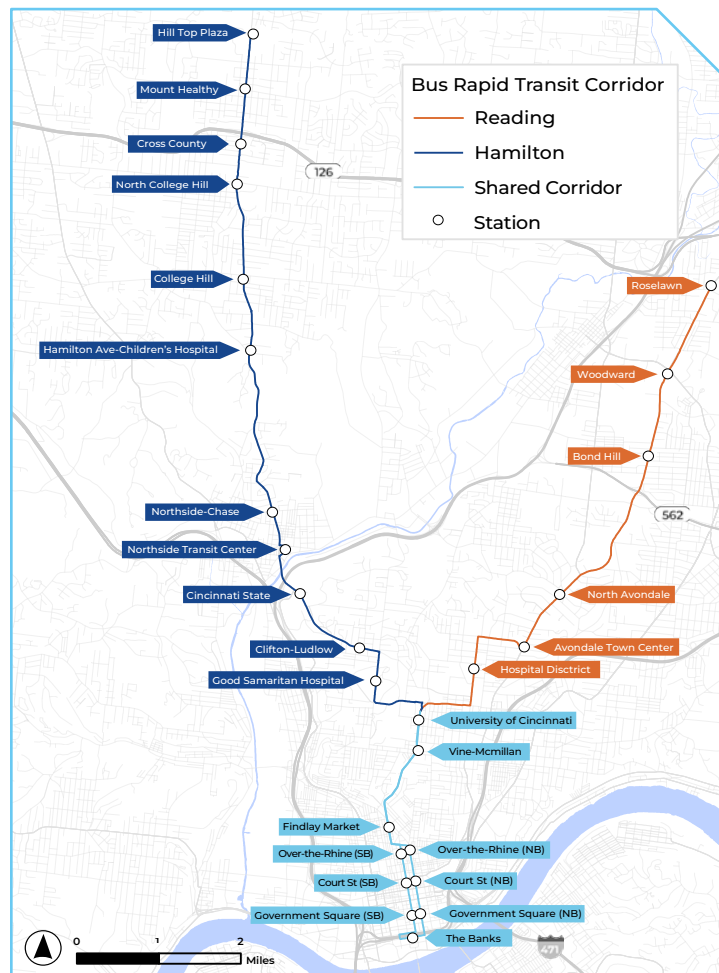 Hill Top Plaza
Bus Rapid Transit Corridor
Reading
Hamilton
Shared Corridor
Station
Mount Healthy
Cross County
126
North College Hill
College Hill
Roselawn
Hamilton Ave-Children's Hospital
Woodward
Bond Hill
Northside-Chase
562
Northside Transit Center
Cincinnati State
North Avondale
Clifton-Ludlow
Avondale Town Center
Good Samaritan Hospital
Hospital Disctrict
University of Cincinnati
Vine-Mcmillan
Findlay Market
Over-the-Rhine (SB)
Over-the-Rhine (NB)
Court St (SB)
Court St (NB)
Government Square (SB)
Government Square (NB)
The Banks
471
0 1 2
Miles